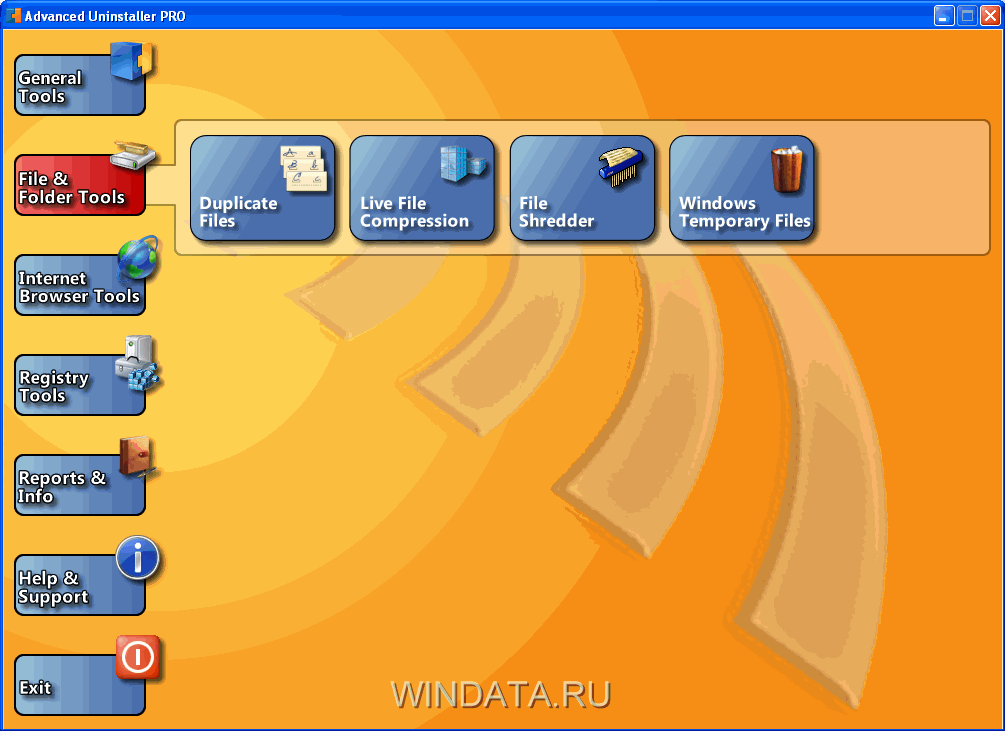 Advanced Uninstaller PRO
General
Tools
File &
Folder Tools
Duplicate
Files
Live File
Compression
File
Shredder
Windows
Temporary Files
Internet
Browser Tools
Registry
Tools
Reports &
Info
Help &
Support
Exit
WINDATA.RU